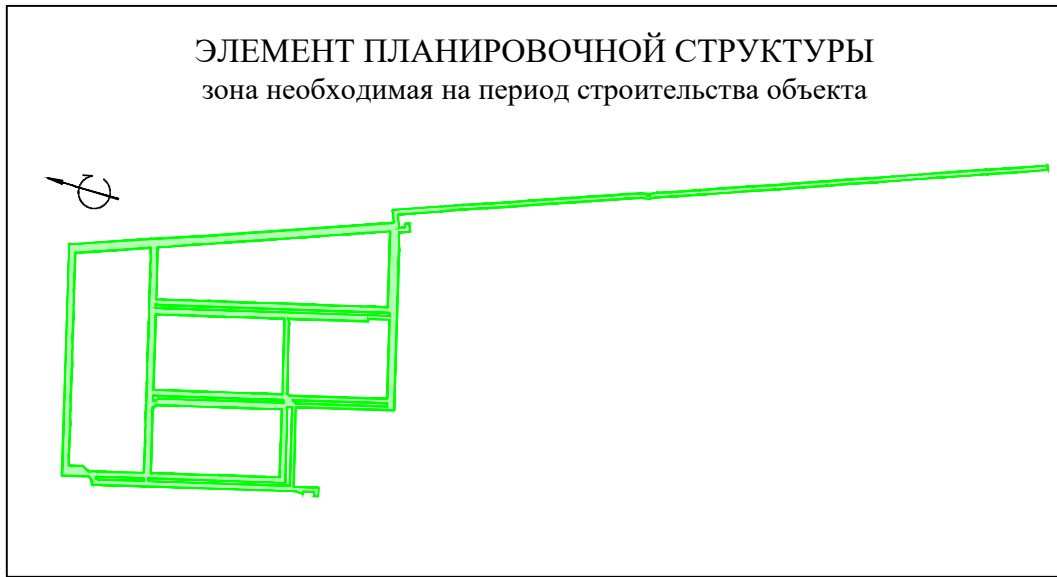 ЭЛЕМЕНТ ПЛАНИРОВОЧНОЙ СТРУКТУРЫ
зона необходимая на период строительства объекта
С